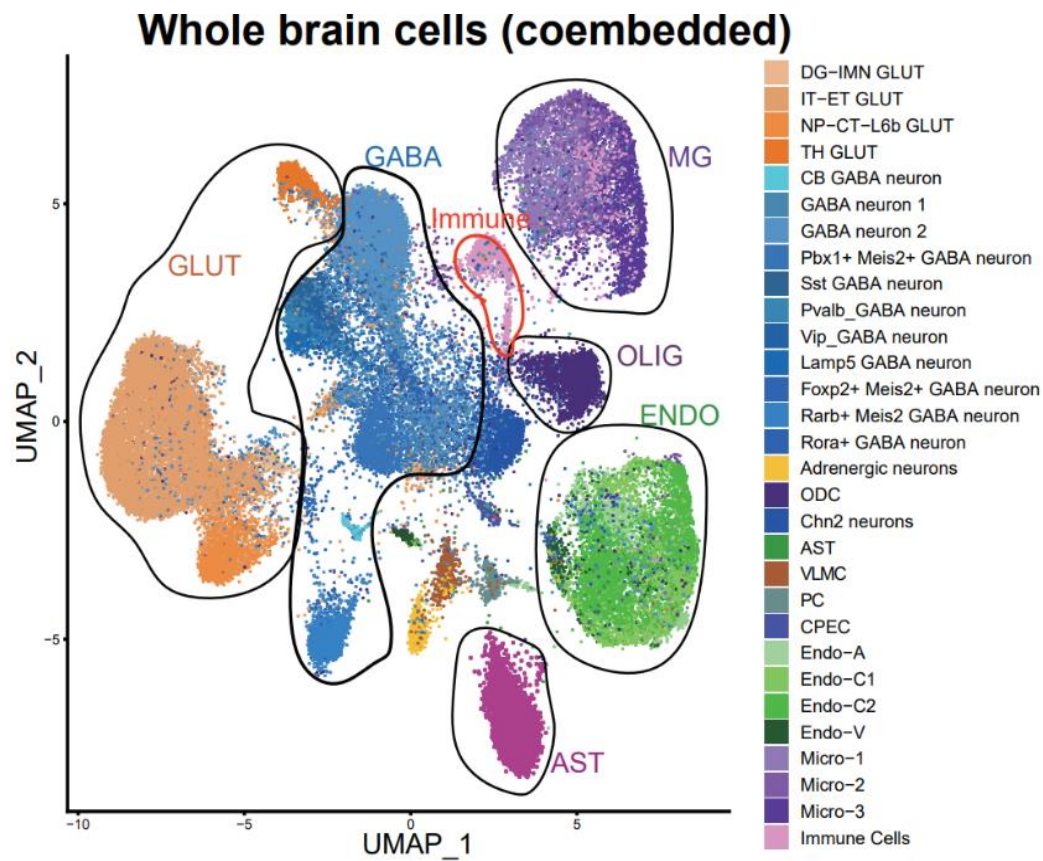 Whole brain cells (coembedded)
GABA
MG
Immune
GLUT
OLIG
ENDO
AST
UMAP_2
5
0
−5
−10
−5
0
5
UMAP_1
DG−IMN GLUT
IT−ET GLUT
NP−CT−L6b GLUT
TH GLUT
CB GABA neuron
GABA neuron 1
GABA neuron 2
Pbx1+ Meis2+ GABA neuron
Sst GABA neuron
Pvalb_GABA neuron
Vip_GABA neuron
Lamp5 GABA neuron
Foxp2+ Meis2+ GABA neuron
Rarb+ Meis2 GABA neuron
Rora+ GABA neuron
Adrenergic neurons
ODC
Chn2 neurons
AST
VLMC
PC
CPEC
Endo−A
Endo−C1
Endo−C2
Endo−V
Micro−1
Micro−2
Micro−3
Immune Cells